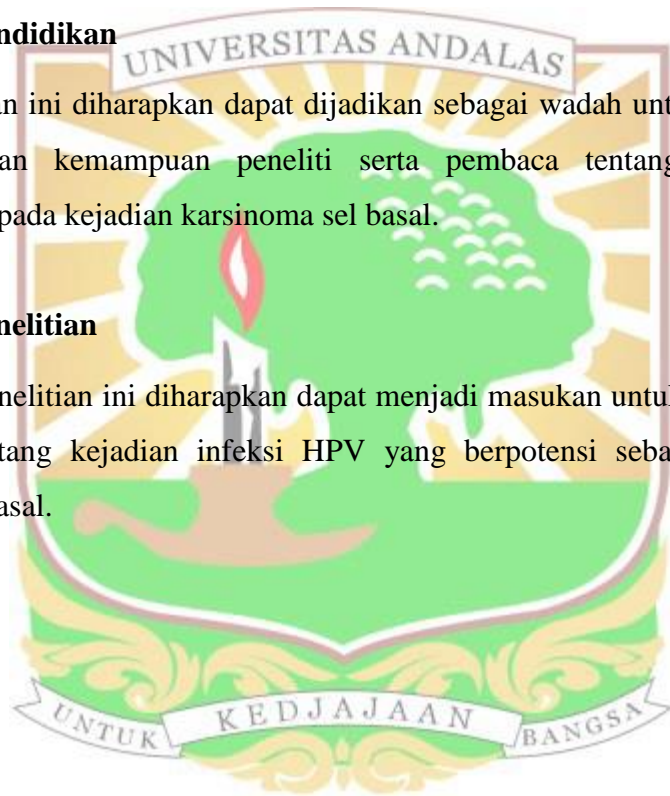 ndidikan
UNIVERSITAS ANDALAS
an ini diharapkan dapat dijadikan sebagai wadah unt
an kemampuan peneliti serta pembaca tentang
pada kejadian karsinoma sel basal.
nelitian
nelitian ini diharapkan dapat menjadi masukan untuk
tang kejadian infeksi HPV yang berpotensi seba
asal.
UNTUK KEDJAJAAN BANGSA